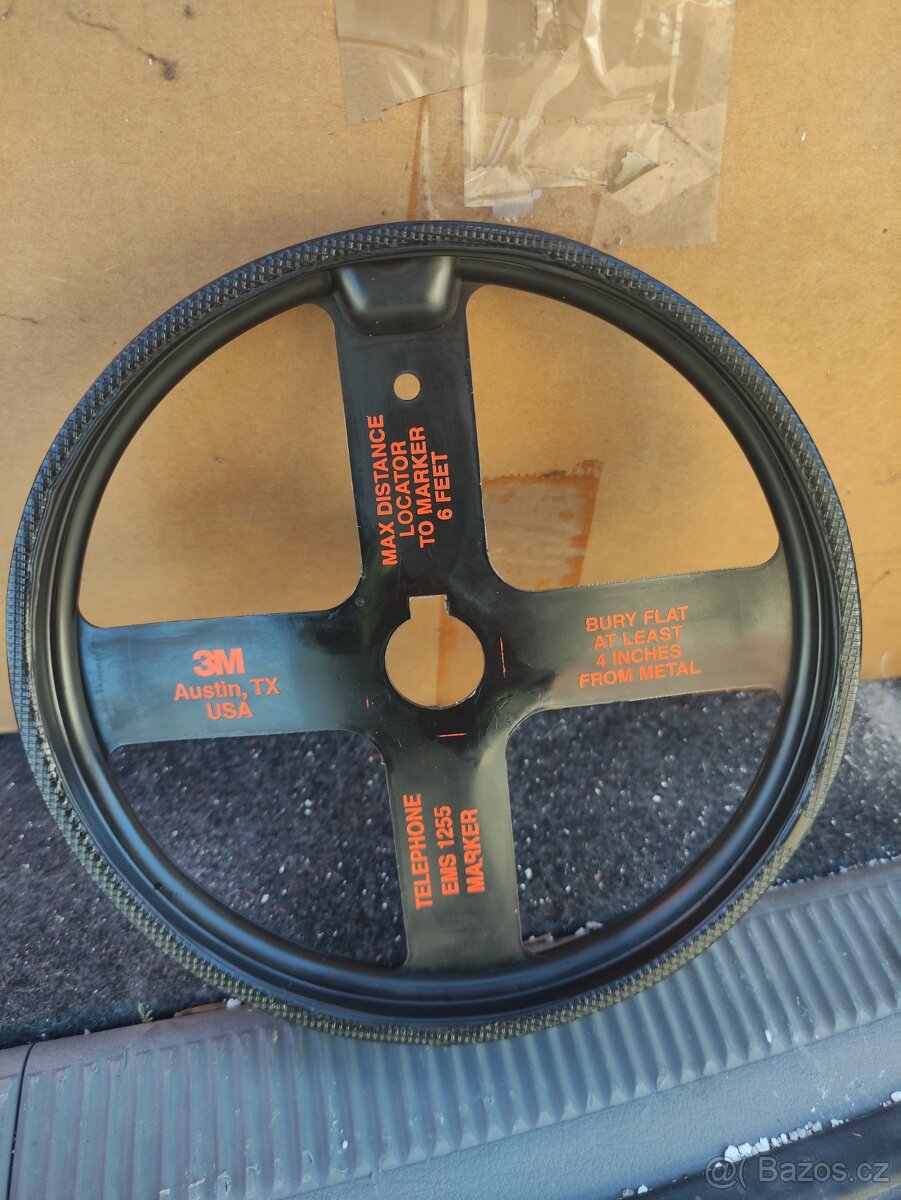 MAX DISTANCE
LOCATOR
TO MARKER
6 FEET
3M
Austin, TX
USA
BURY FLAT
AT LEAST
4 INCHES
FROM METAL
TELEPHONE
EMS 1255
MARKER
Bazos.cz